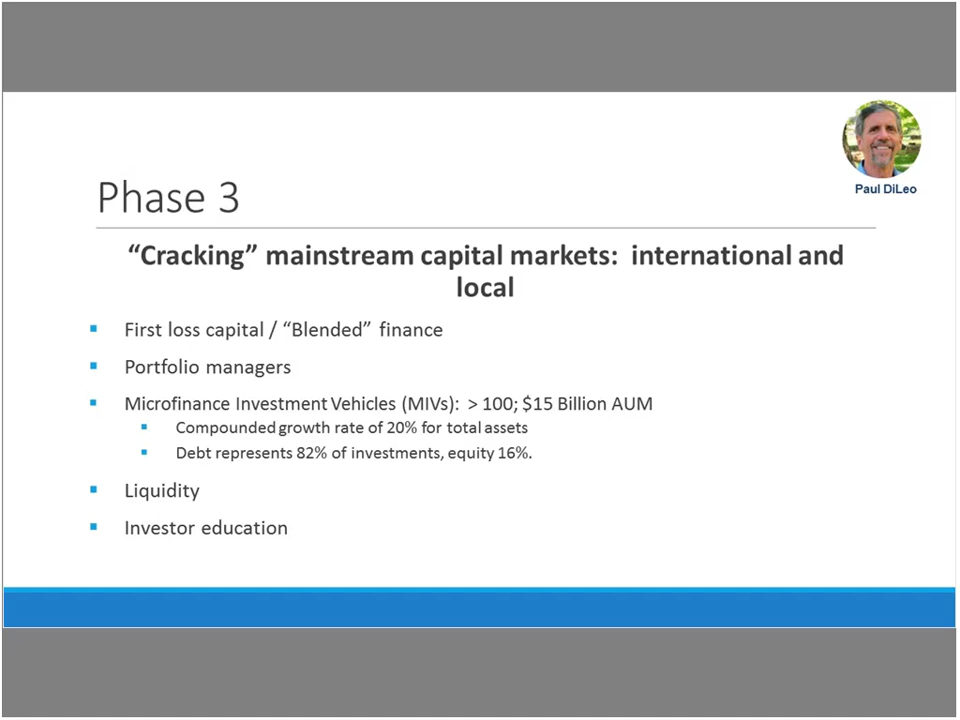 Paul DiLeo
Phase 3
“Cracking” mainstream capital markets:  international and
local
First loss capital / “Blended” finance
Portfolio managers
Microfinance Investment Vehicles (MIVs):  > 100; $15 Billion AUM
Compounded growth rate of 20% for total assets
Debt represents 82% of investments, equity 16%.
Liquidity
Investor education